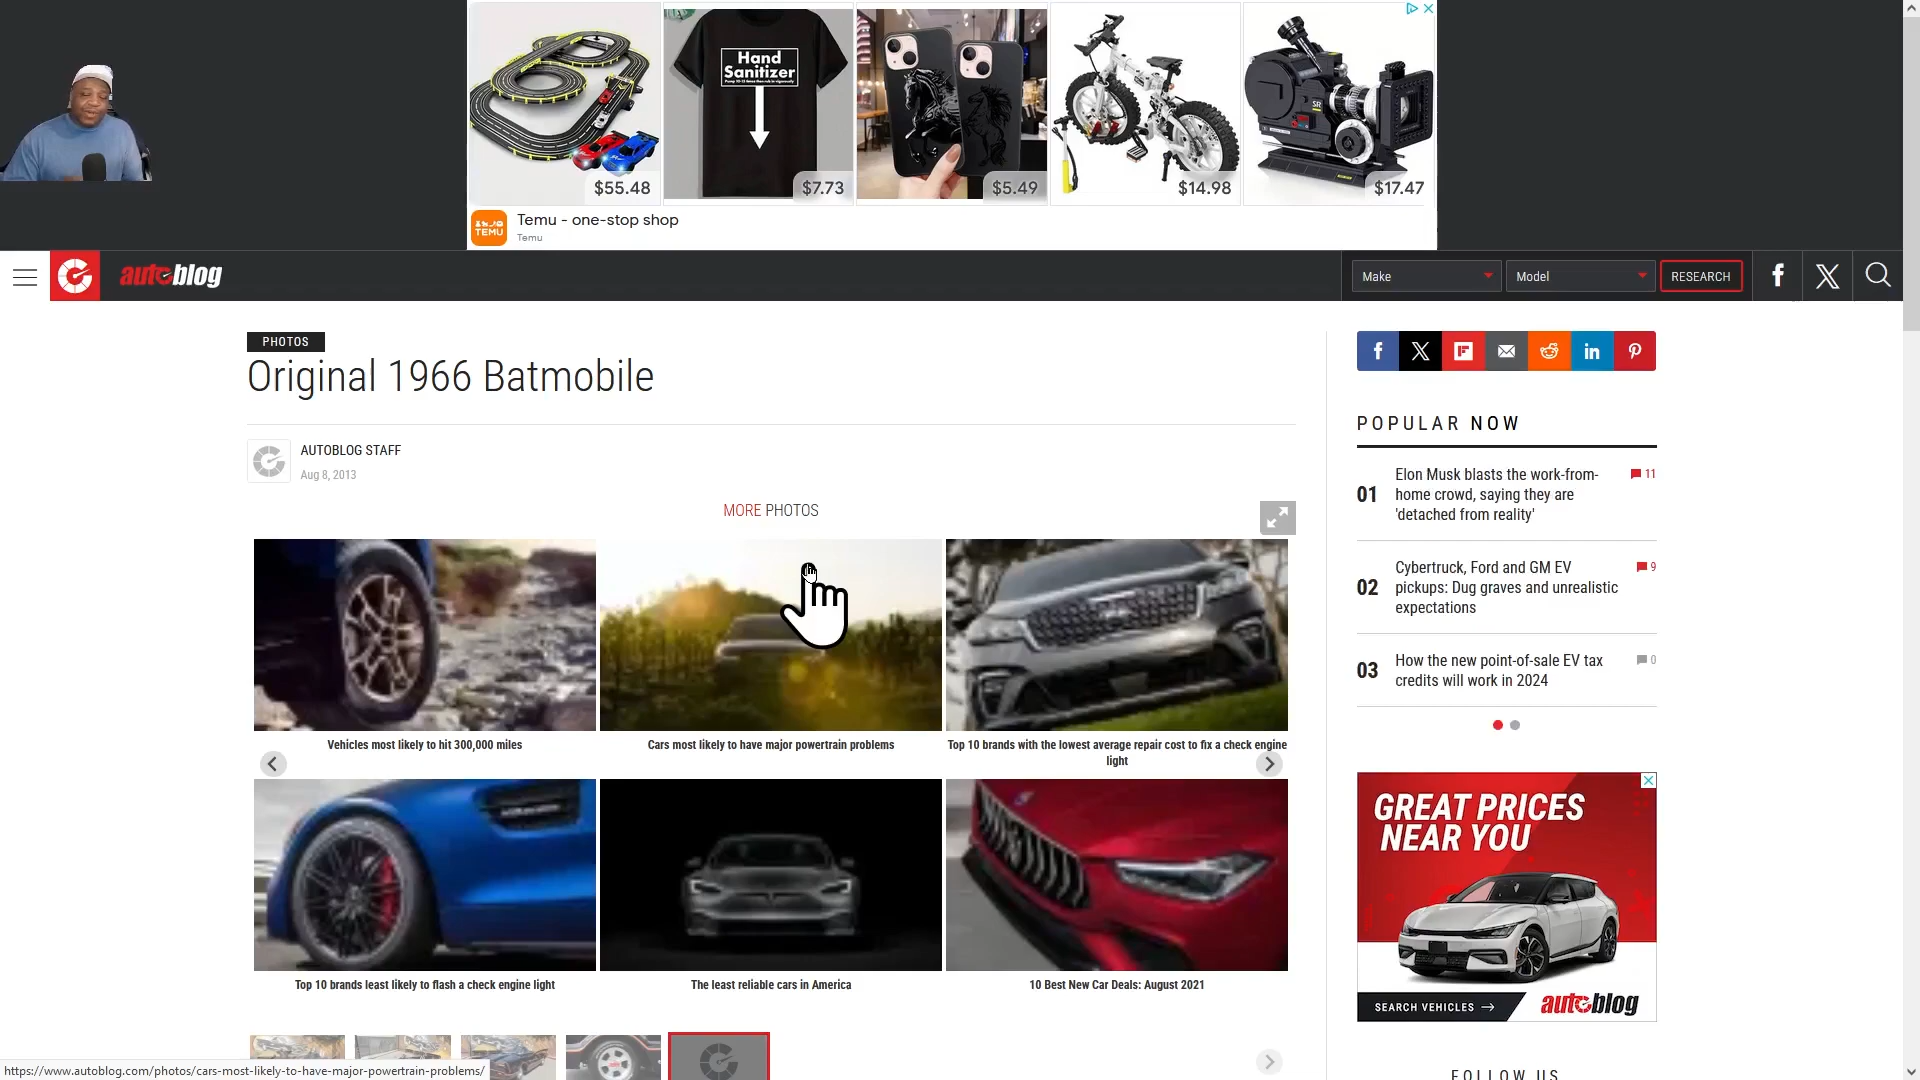 Hand
Sanitizer
SR
$55.48
$7.73
$5.49
$14.98
$17.47
TEMU
Temu - one-stop shop
Temu
autoblog
Make
Model
RESEARCH
PHOTOS
Original 1966 Batmobile
AUTOBLOG STAFF
Aug 8, 2013
MORE PHOTOS
Vehicles most likely to hit 300,000 miles
Cars most likely to have major powertrain problems
Top 10 brands with the lowest average repair cost to fix a check engine
light
Top 10 brands least likely to flash a check engine light
The least reliable cars in America
10 Best New Car Deals: August 2021
POPULAR NOW
01
Elon Musk blasts the work-from-
home crowd, saying they are
'detached from reality'
11
02
Cybertruck, Ford and GM EV
pickups: Dug graves and unrealistic
expectations
9
03
How the new point-of-sale EV tax
credits will work in 2024
0
GREAT PRICES
NEAR YOU
SEARCH VEHICLES
autoblog
FOLLOW US
https://www.autoblog.com/photos/cars-most-likely-to-have-major-powertrain-problems/